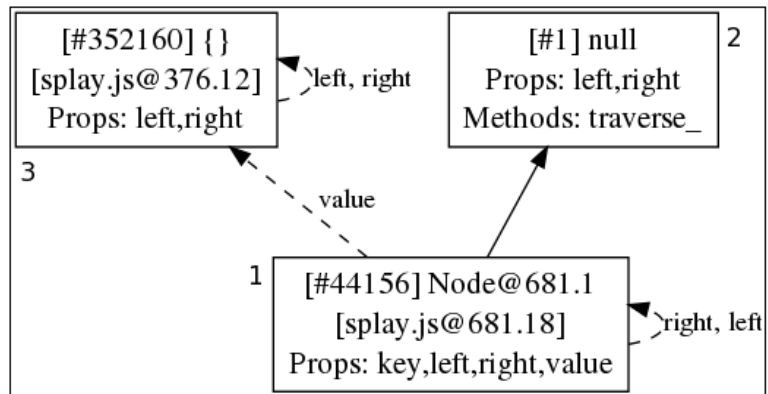 [#352160] {}
[splay.js@376.12]
Props: left,right
left, right
3
[#1] null
Props: left,right
Methods: traverse_
2
value
1
[#44156] Node@681.1
[splay.js@681.18]
Props: key,left,right,value
right, left